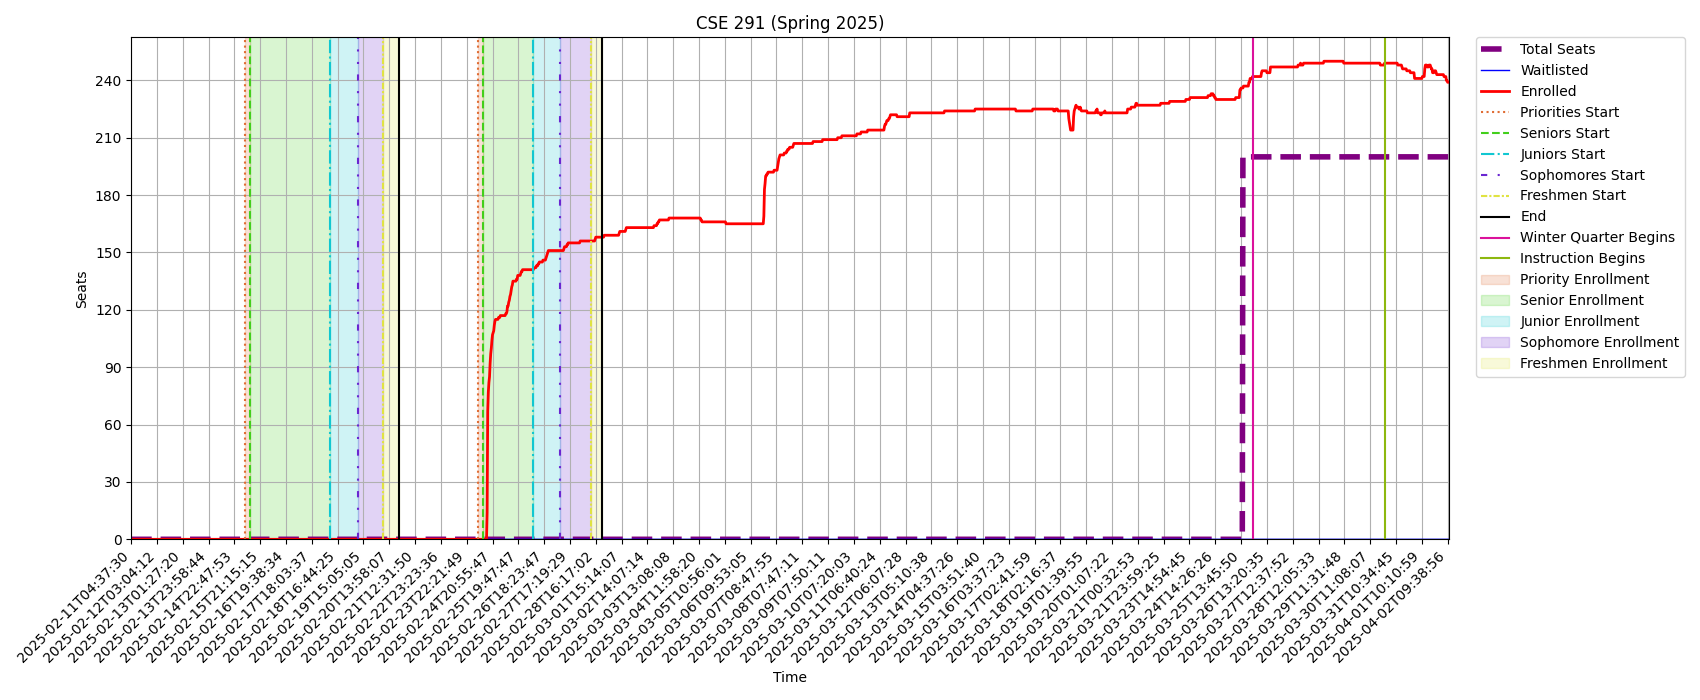 CSE 291 (Spring 2025)
Seats
240
210
180
150
120
90
60
30
0
2025-02-11T04:37:30
2025-02-12T03:04:12
2025-02-13T01:27:20
2025-02-13T23:58:44
2025-02-14T22:47:53
2025-02-15T21:15:15
2025-02-16T19:38:34
2025-02-17T18:03:37
2025-02-18T16:44:25
2025-02-19T15:05:05
2025-02-20T13:58:07
2025-02-21T12:31:50
2025-02-22T23:23:36
2025-02-23T22:21:49
2025-02-24T20:55:47
2025-02-25T19:47:47
2025-02-26T18:23:47
2025-02-27T17:19:29
2025-02-28T16:17:02
2025-03-01T15:14:07
2025-03-02T14:07:14
2025-03-03T13:08:08
2025-03-04T11:58:20
2025-03-05T10:56:01
2025-03-06T09:53:05
2025-03-07T08:47:55
2025-03-08T07:47:11
2025-03-09T07:50:11
2025-03-10T07:20:03
2025-03-11T06:40:24
2025-03-12T06:07:28
2025-03-13T05:10:38
2025-03-14T04:37:26
2025-03-15T03:51:40
2025-03-16T03:37:23
2025-03-17T02:41:59
2025-03-18T02:16:37
2025-03-19T01:39:55
2025-03-20T01:07:22
2025-03-21T00:32:53
2025-03-21T23:59:25
2025-03-23T14:54:45
2025-03-24T14:26:26
2025-03-25T13:45:50
2025-03-26T13:20:35
2025-03-27T12:37:52
2025-03-28T12:05:33
2025-03-29T11:31:48
2025-03-30T11:08:07
2025-03-31T10:34:45
2025-04-01T10:10:59
2025-04-02T09:38:56
Time
Total Seats
Waitlisted
Enrolled
Priorities Start
Seniors Start
Juniors Start
Sophomores Start
Freshmen Start
End
Winter Quarter Begins
Instruction Begins
Priority Enrollment
Senior Enrollment
Junior Enrollment
Sophomore Enrollment
Freshmen Enrollment